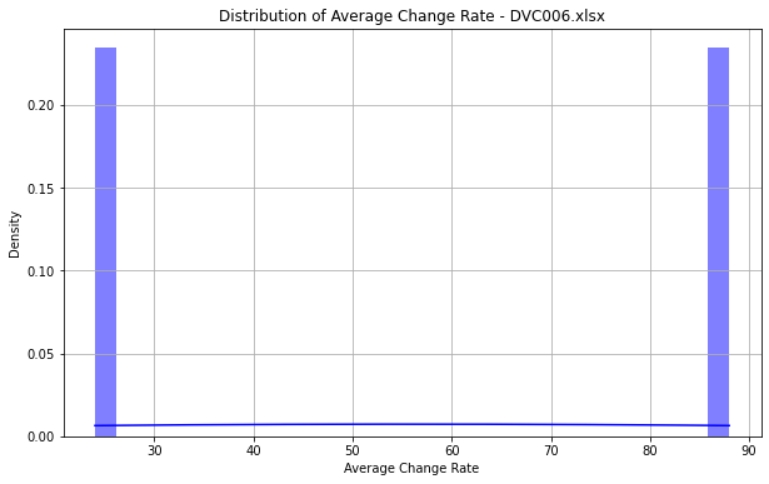 Distribution of Average Change Rate - DVC006.xlsx
0.20
0.15
0.10
0.05
0.00
Density
30 40 50 60 70 80 90
Average Change Rate